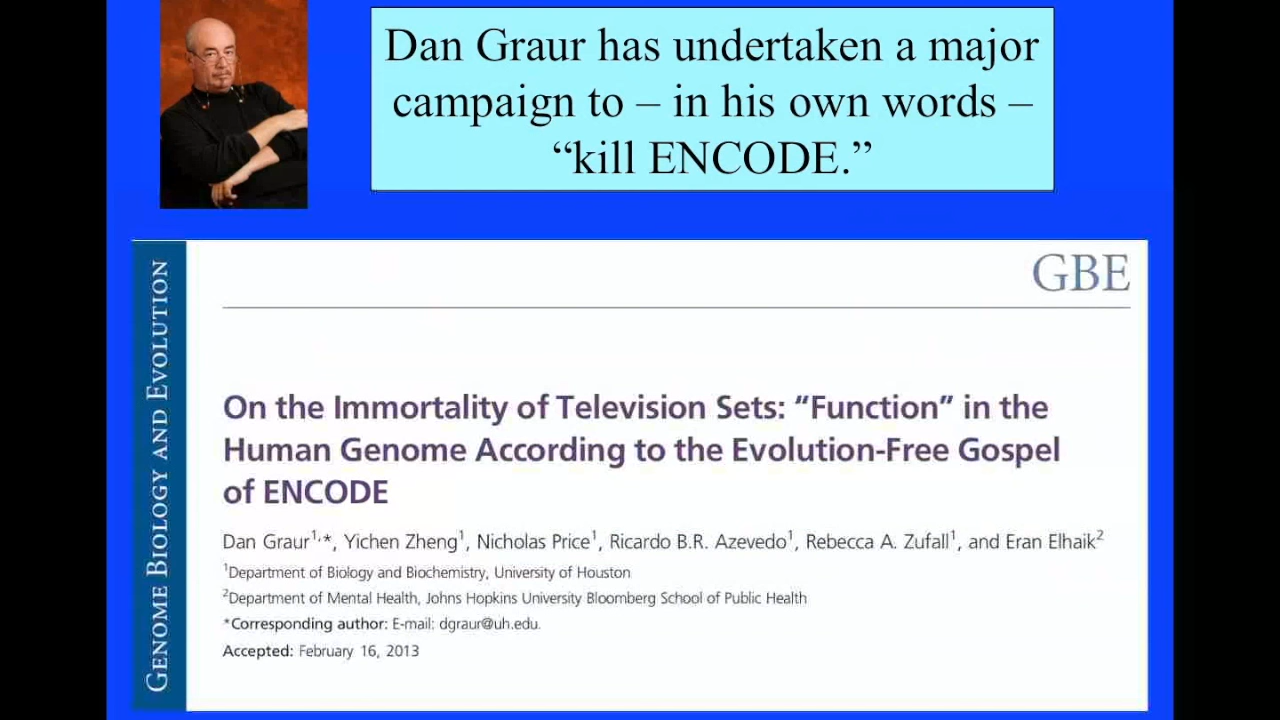 Dan Graur has undertaken a major
campaign to – in his own words –
“kill ENCODE.”
GENOME BIOLOGY AND EVOLUTION
GBE
On the Immortality of Television Sets: “Function” in the
Human Genome According to the Evolution-Free Gospel
of ENCODE
Dan Graur1,*, Yichen Zheng1, Nicholas Price1, Ricardo B.R. Azevedo1, Rebecca A. Zufall1, and Eran Elhaik2
1Department of Biology and Biochemistry, University of Houston
2Department of Mental Health, Johns Hopkins University Bloomberg School of Public Health
*Corresponding author: E-mail: dgraur@uh.edu.
Accepted: February 16, 2013